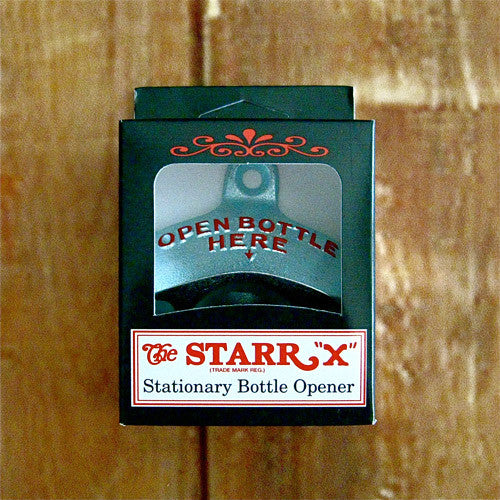 OPEN BOTTLE
HERE
The STARR "X"
(TRADE MARK REG.)
Stationary Bottle Opener